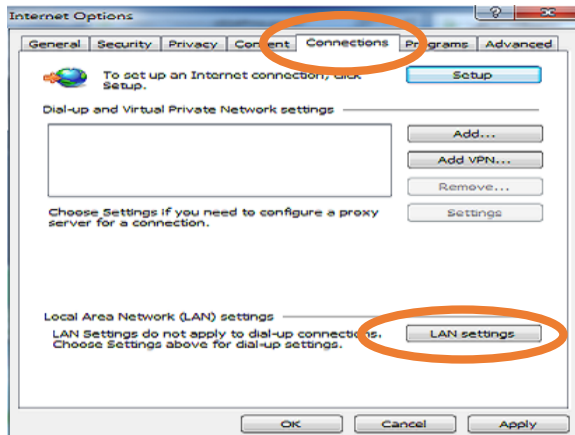 Internet Options
?
General Security Privacy Content Connections Programs Advanced
To set up an Internet connection, click
Setup.
Setup
Dial-up and Virtual Private Network settings
Add...
Add VPN...
Remove...
Choose Settings if you need to configure a proxy
server for a connection.
Settings
Local Area Network (LAN) settings
LAN Settings do not apply to dial-up connections.
Choose Settings above for dial-up settings.
LAN settings
OK Cancel Apply